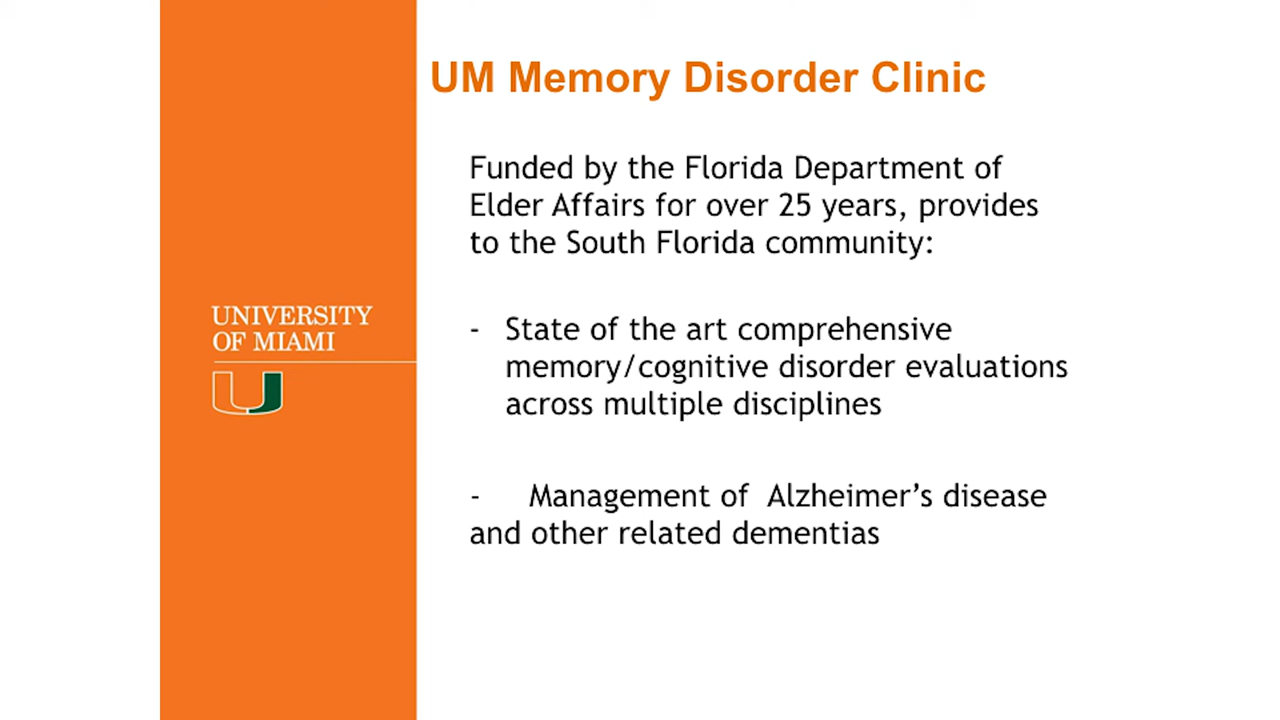 UM Memory Disorder Clinic
Funded by the Florida Department of
Elder Affairs for over 25 years, provides
to the South Florida community:
- State of the art comprehensive
memory/cognitive disorder evaluations
across multiple disciplines
- Management of  Alzheimer’s disease
and other related dementias
UNIVERSITY
OF MIAMI
U